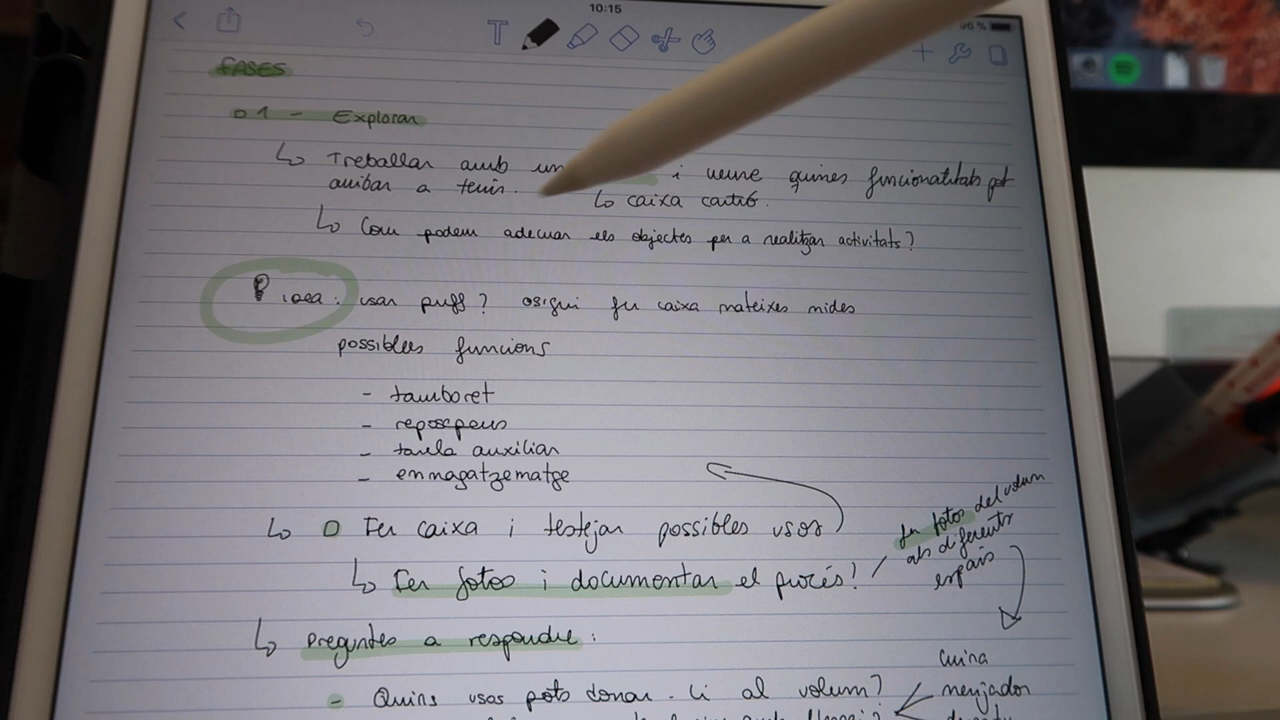 10:15
T
FASES
01 - Explorar
↳ Treballar amb un i veure quines funcionalitats pot
arribar a tenir.
↳ caixa cartró.
↳ Com podem adecuar els objectes per a realitzar activitats?
idea: usar puff? osigui fer caixa mateixes mides
possibles funcions
- tamboret
- reposapeus
- taula auxiliar
- emmagatzematge
↳ Fer caixa i testejar possibles usos
↳ Fer fotos i documentar el procés! / fer fotos del volum
als diferents
espais
↳ Preguntes a respondre:
- Quins usos pots donar-li al volum?
cuina
menjador